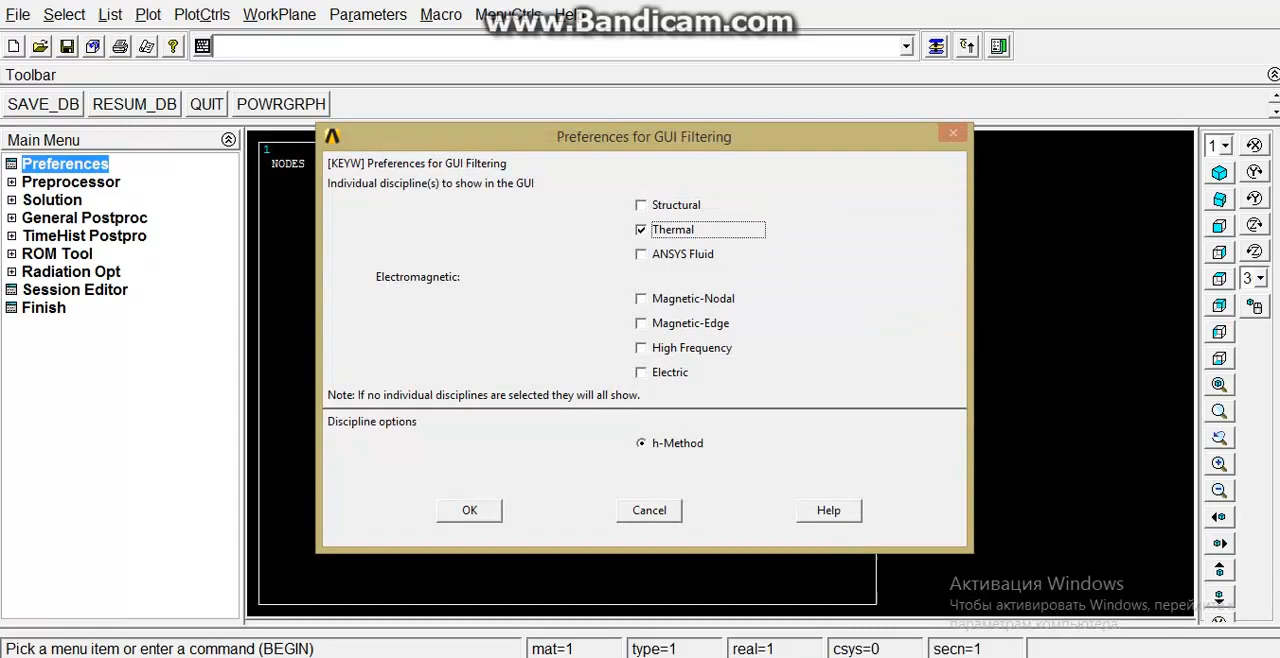 File Select List Plot PlotCtrls WorkPlane Parameters Macro MenuCtrls Help
www.Bandicam.com
Toolbar
SAVE_DB RESUM_DB QUIT POWRGRPH
Main Menu
Preferences
Preprocessor
Solution
General Postproc
TimeHist Postpro
ROM Tool
Radiation Opt
Session Editor
Finish
1
NODES
Preferences for GUI Filtering
[KEYW] Preferences for GUI Filtering
Individual discipline(s) to show in the GUI
Structural
Thermal
ANSYS Fluid
Electromagnetic:
Magnetic-Nodal
Magnetic-Edge
High Frequency
Electric
Note: If no individual disciplines are selected they will all show.
Discipline options
h-Method
OK Cancel Help
1
3
Активация Windows
Чтобы активировать Windows, перейдите в
параметрам компьютера.
Pick a menu item or enter a command (BEGIN) mat=1 type=1 real=1 csys=0 secn=1